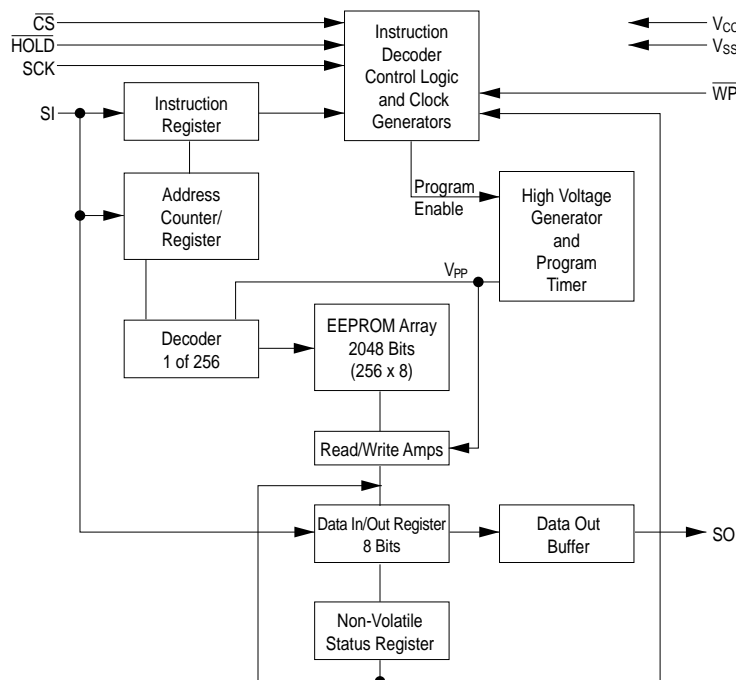 CS
HOLD
SCK
SI
Instruction
Decoder
Control Logic
and Clock
Generators
VCC
VSS
WP
Instruction
Register
Address
Counter/
Register
Program
Enable
High Voltage
Generator
and
Program
Timer
VPP
Decoder
1 of 256
EEPROM Array
2048 Bits
(256 x 8)
Read/Write Amps
Data In/Out Register
8 Bits
Data Out
Buffer
SO
Non-Volatile
Status Register